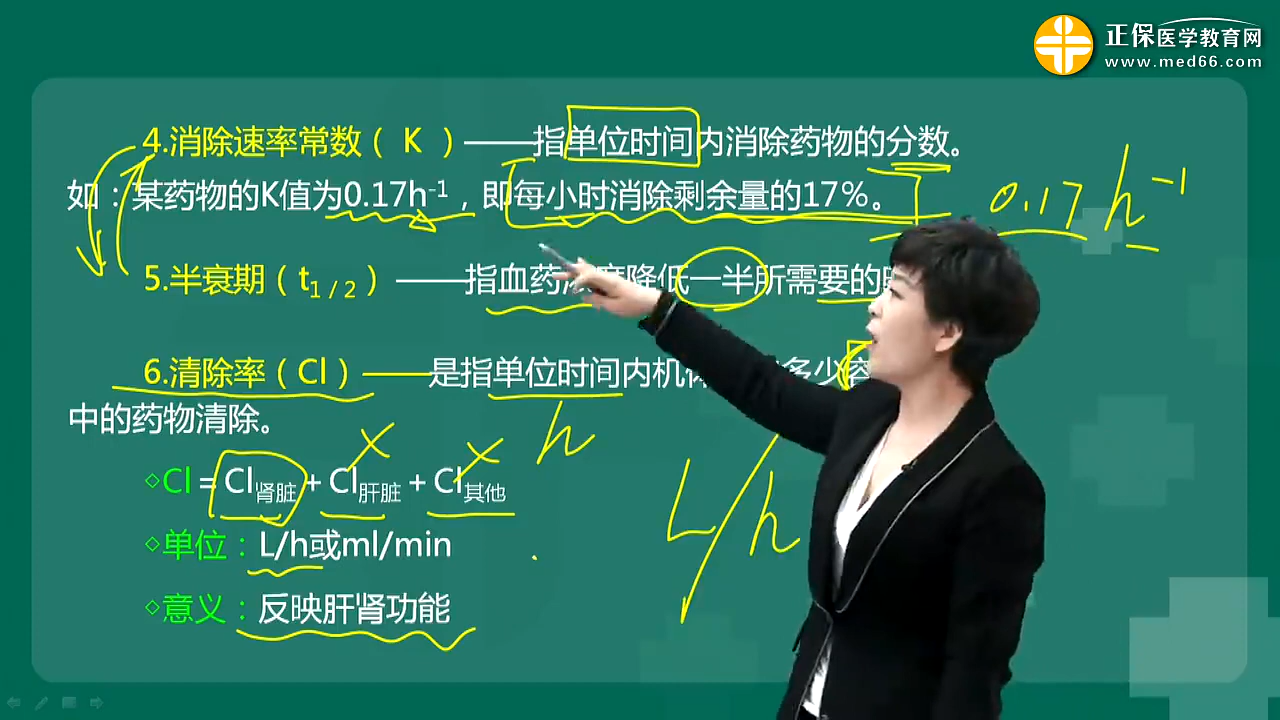 正保医学教育网
www.med66.com
4.消除速率常数（ K ）——指单位时间内消除药物的分数。
如：某药物的K值为0.17h⁻¹，即每小时消除剩余量的17%。
0.17 h⁻¹
5.半衰期（t1/2）——指血药 降低一半所需要的
6.清除率（Cl）——是指单位时间内机 多少容
中的药物清除。
h
◇Cl = Cl肾脏 + Cl肝脏 + Cl其他
L/h
◇单位：L/h或ml/min
◇意义：反映肝肾功能